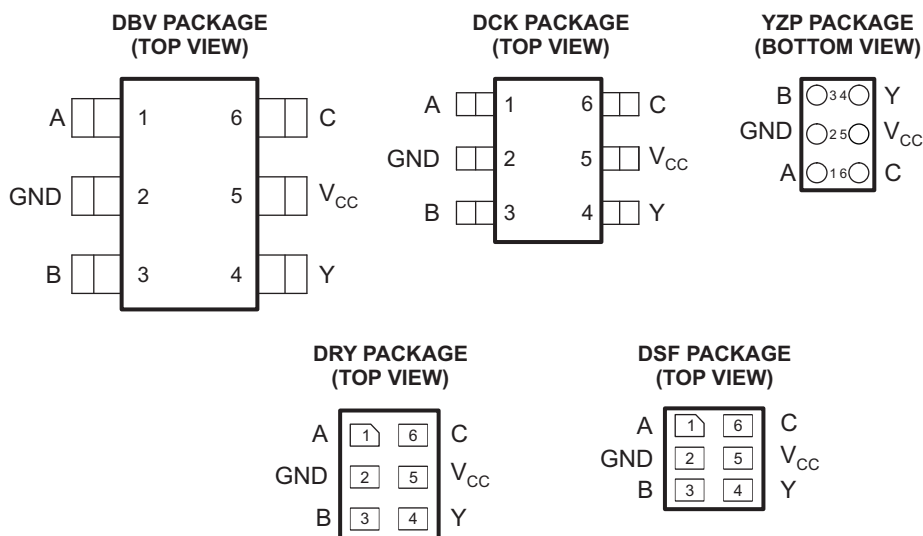 DBV PACKAGE
(TOP VIEW)
A 1 6 C
GND 2 5 VCC
B 3 4 Y
DCK PACKAGE
(TOP VIEW)
A 1 6 C
GND 2 5 VCC
B 3 4 Y
YZP PACKAGE
(BOTTOM VIEW)
B 3 4 Y
GND 2 5 VCC
A 1 6 C
DRY PACKAGE
(TOP VIEW)
A 1 6 C
GND 2 5 VCC
B 3 4 Y
DSF PACKAGE
(TOP VIEW)
A 1 6 C
GND 2 5 VCC
B 3 4 Y